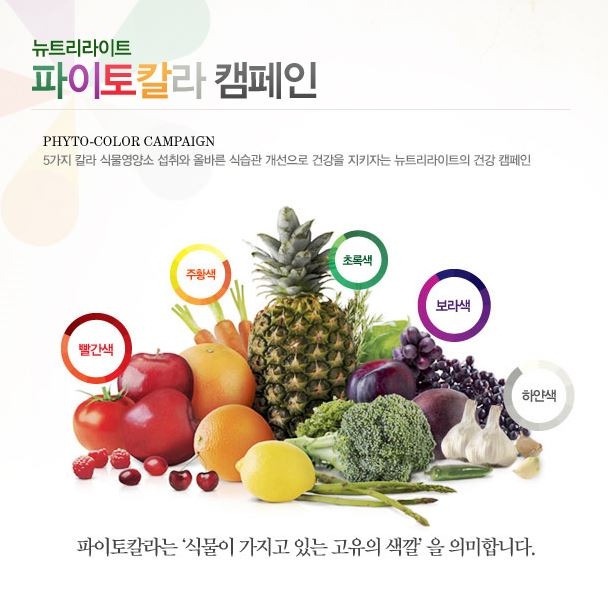 뉴트리라이트
파이토칼라 캠페인
PHYTO-COLOR CAMPAIGN
5가지 칼라 식물영양소 섭취와 올바른 식습관 개선으로 건강을 지키자는 뉴트리라이트의 건강 캠페인
초록색
주황색
보라색
빨간색
하얀색
파이토칼라는 ‘식물이 가지고 있는 고유의 색깔’ 을 의미합니다.